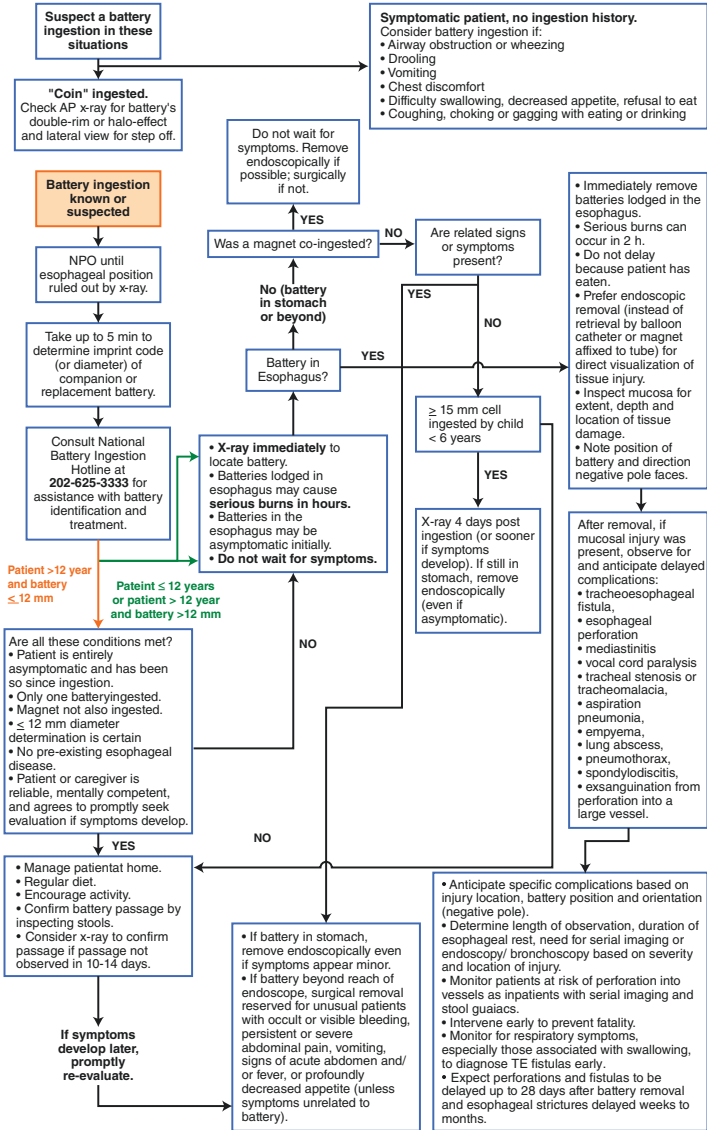 Suspect a battery
ingestion in these
situations
Symptomatic patient, no ingestion history.
Consider battery ingestion if:
• Airway obstruction or wheezing
• Drooling
• Vomiting
• Chest discomfort
• Difficulty swallowing, decreased appetite, refusal to eat
• Coughing, choking or gagging with eating or drinking
"Coin" ingested.
Check AP x-ray for battery's
double-rim or halo-effect
and lateral view for step off.
Battery ingestion
known or
suspected
NPO until
esophageal position
ruled out by x-ray.
Take up to 5 min to
determine imprint code
(or diameter) of
companion or
replacement battery.
Consult National
Battery Ingestion
Hotline at
202-625-3333 for
assistance with battery
identification and
treatment.
Patient >12 year
and battery
≤ 12 mm
Pateint ≤ 12 years
or patient > 12 year
and battery >12 mm
Do not wait for
symptoms. Remove
endoscopically if
possible; surgically
if not.
YES
Was a magnet co-ingested?
NO
Are related signs
or symptoms
present?
No (battery
in stomach
or beyond)
YES
NO
Battery in
Esophagus?
YES
• X-ray immediately to
locate battery.
• Batteries lodged in
esophagus may cause
serious burns in hours.
• Batteries in the
esophagus may be
asymptomatic initially.
• Do not wait for symptoms.
≥ 15 mm cell
ingested by child
< 6 years
YES
X-ray 4 days post
ingestion (or sooner
if symptoms
develop). If still in
stomach, remove
endoscopically
(even if
asymptomatic).
• Immediately remove
batteries lodged in the
esophagus.
• Serious burns can
occur in 2 h.
• Do not delay
because patient has
eaten.
• Prefer endoscopic
removal (instead of
retrieval by balloon
catheter or magnet
affixed to tube) for
direct visualization of
tissue injury.
• Inspect mucosa for
extent, depth and
location of tissue
damage.
• Note position of
battery and direction
negative pole faces.
After removal, if
mucosal injury was
present, observe for
and anticipate delayed
complications:
• tracheoesophageal
fistula,
• esophageal
perforation
• mediastinitis
• vocal cord paralysis
• tracheal stenosis or
tracheomalacia,
• aspiration
pneumonia,
• empyema,
• lung abscess,
• pneumothorax,
• spondylodiscitis,
• exsanguination from
perforation into a
large vessel.
Are all these conditions met?
• Patient is entirely
asymptomatic and has been
so since ingestion.
• Only one batteryingested.
• Magnet not also ingested.
• ≤ 12 mm diameter
determination is certain
• No pre-existing esophageal
disease.
• Patient or caregiver is
reliable, mentally competent,
and agrees to promptly seek
evaluation if symptoms develop.
NO
YES
NO
• Manage patientat home.
• Regular diet.
• Encourage activity.
• Confirm battery passage by
inspecting stools.
• Consider x-ray to confirm
passage if passage not
observed in 10-14 days.
If symptoms
develop later,
promptly
re-evaluate.
• If battery in stomach,
remove endoscopically even
if symptoms appear minor.
• If battery beyond reach of
endoscope, surgical removal
reserved for unusual patients
with occult or visible bleeding,
persistent or severe
abdominal pain, vomiting,
signs of acute abdomen and/
or fever, or profoundly
decreased appetite (unless
symptoms unrelated to
battery).
• Anticipate specific complications based on
injury location, battery position and orientation
(negative pole).
• Determine length of observation, duration of
esophageal rest, need for serial imaging or
endoscopy/ bronchoscopy based on severity
and location of injury.
• Monitor patients at risk of perforation into
vessels as inpatients with serial imaging and
stool guaiacs.
• Intervene early to prevent fatality.
• Monitor for respiratory symptoms,
especially those associated with swallowing,
to diagnose TE fistulas early.
• Expect perforations and fistulas to be
delayed up to 28 days after battery removal
and esophageal strictures delayed weeks to
months.